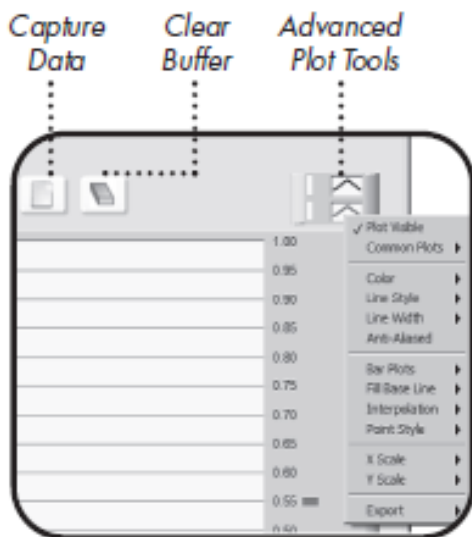 Capture Data
Clear Buffer
Advanced Plot Tools
✓ Plot Visible
Common Plots
Color
Line Style
Line Width
Anti-Aliased
Bar Plots
Fill Base Line
Interpolation
Point Style
X Scale
Y Scale
Export
1.00
0.95
0.90
0.85
0.80
0.75
0.70
0.65
0.60
0.55
0.50